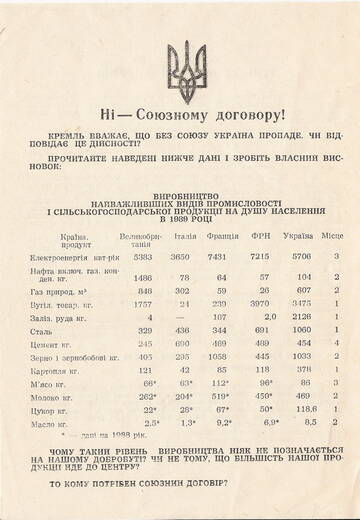 Ні — Союзному договору!
КРЕМЛЬ ВВАЖАЄ, ЩО БЕЗ СОЮЗУ УКРАЇНА ПРОПАДЕ. ЧИ ВІД-
ПОВІДАЄ ЦЕ ДІЙСНОСТІ?
ПРОЧИТАЙТЕ НАВЕДЕНІ НИЖЧЕ ДАНІ І ЗРОБІТЬ ВЛАСНИЙ ВИС-
НОВОК:
ВИРОБНИЦТВО
НАЙВАЖЛИВІШИХ ВИДІВ ПРОМИСЛОВОСТІ
І СІЛЬСЬКОГОСПОДАРСЬКОЇ ПРОДУКЦІЇ НА ДУШУ НАСЕЛЕННЯ
В 1989 РОЦІ
Країна, продукт Великобри- танія Італія Франція ФРН Україна Місце
Електроенергія квт-рік 5383 3650 7431 7215 5706 3
Нафта включ. газ. кон-
ден. кг. 1486 78 64 57 104 2
Газ природ. м³ 846 302 59 26 607 2
Вугіл. товар. кг. 1757 24 239 3970 3475 1
Заліз. руда кг. 4 — 167 2,0 2126 1
Сталь 329 436 344 691 1060 1
Цемент кг. 245 690 469 489 454 4
Зерно і зернобобові кг. 405 295 1058 445 1033 2
Картопля кг. 121 42 85 118 378 1
М'ясо кг. 66* 63* 112* 96* 86 3
Молоко кг. 262* 204* 519* 450* 469 2
Цукор кг. 22* 28* 67* 50* 118,6 1
Масло кг. 2,5* 1,3* 9,2* 6,9* 8,5 2
* — дані на 1988 рік.
ЧОМУ ТАКИЙ РІВЕНЬ ВИРОБНИЦТВА НІЯК НЕ ПОЗНАЧАЄТЬСЯ
НА НАШОМУ ДОБРОБУТІ? ЧИ НЕ ТОМУ, ЩО БІЛЬШІСТЬ НАШОЇ ПРО-
ДУКЦІЇ ИДЕ ДО ЦЕНТРУ?
ТО КОМУ ПОТРІБЕН СОЮЗНИЙ ДОГОВІР?